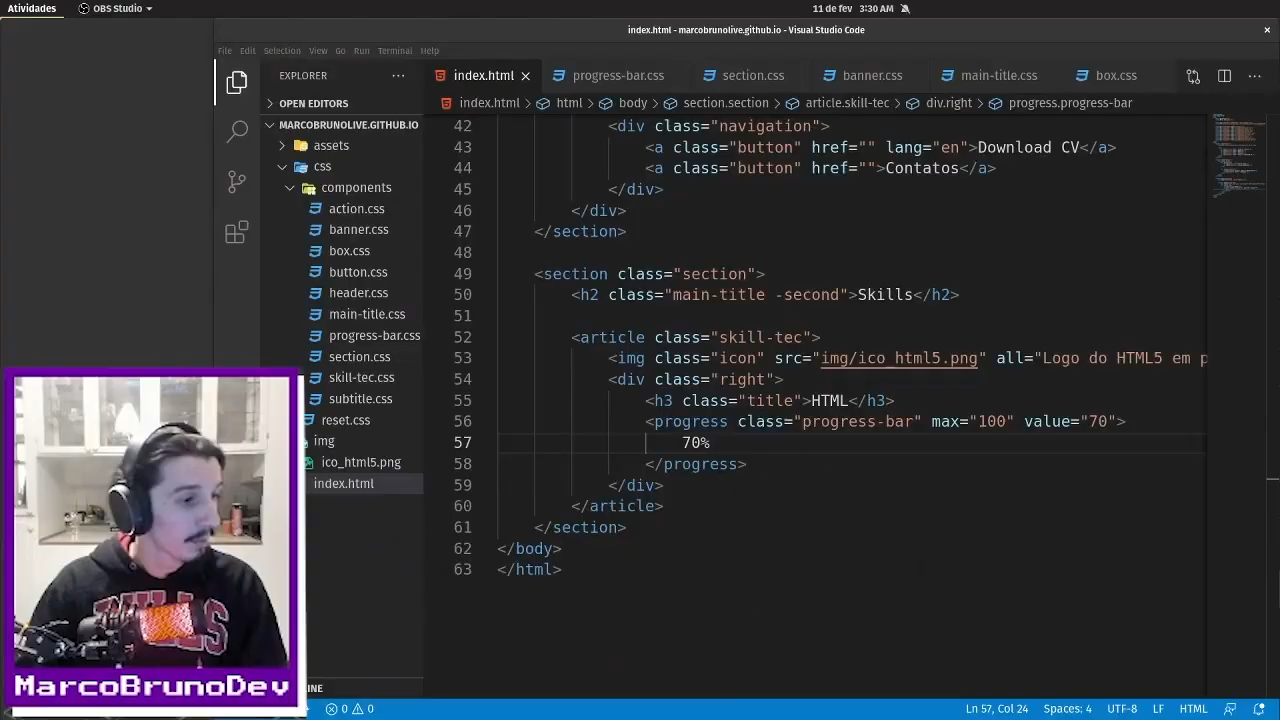 Atividades OBS Studio 11 de fev 3:30 AM
index.html - marcobrunolive.github.io - Visual Studio Code ×
File Edit Selection View Go Run Terminal Help
EXPLORER
OPEN EDITORS
MARCOBRUNOLIVE.GITHUB.IO
assets
css
components
action.css
banner.css
box.css
button.css
header.css
main-title.css
progress-bar.css
section.css
skill-tec.css
subtitle.css
reset.css
img
ico_html5.png
index.html
index.html progress-bar.css section.css banner.css main-title.css box.css
index.html > html > body > section.section > article.skill-tec > div.right > progress.progress-bar
42 <div class="navigation">
43 <a class="button" href="" lang="en">Download CV</a>
44 <a class="button" href="">Contatos</a>
45 </div>
46 </div>
47 </section>
48
49 <section class="section">
50 <h2 class="main-title -second">Skills</h2>
51
52 <article class="skill-tec">
53 <img class="icon" src="img/ico_html5.png" all="Logo do HTML5 em p
54 <div class="right">
55 <h3 class="title">HTML</h3>
56 <progress class="progress-bar" max="100" value="70">
57 70%
58 </progress>
59 </div>
60 </article>
61 </section>
62 </body>
63 </html>
MarcoBrunoDev
0 0 Ln 57, Col 24 Spaces: 4 UTF-8 LF HTML